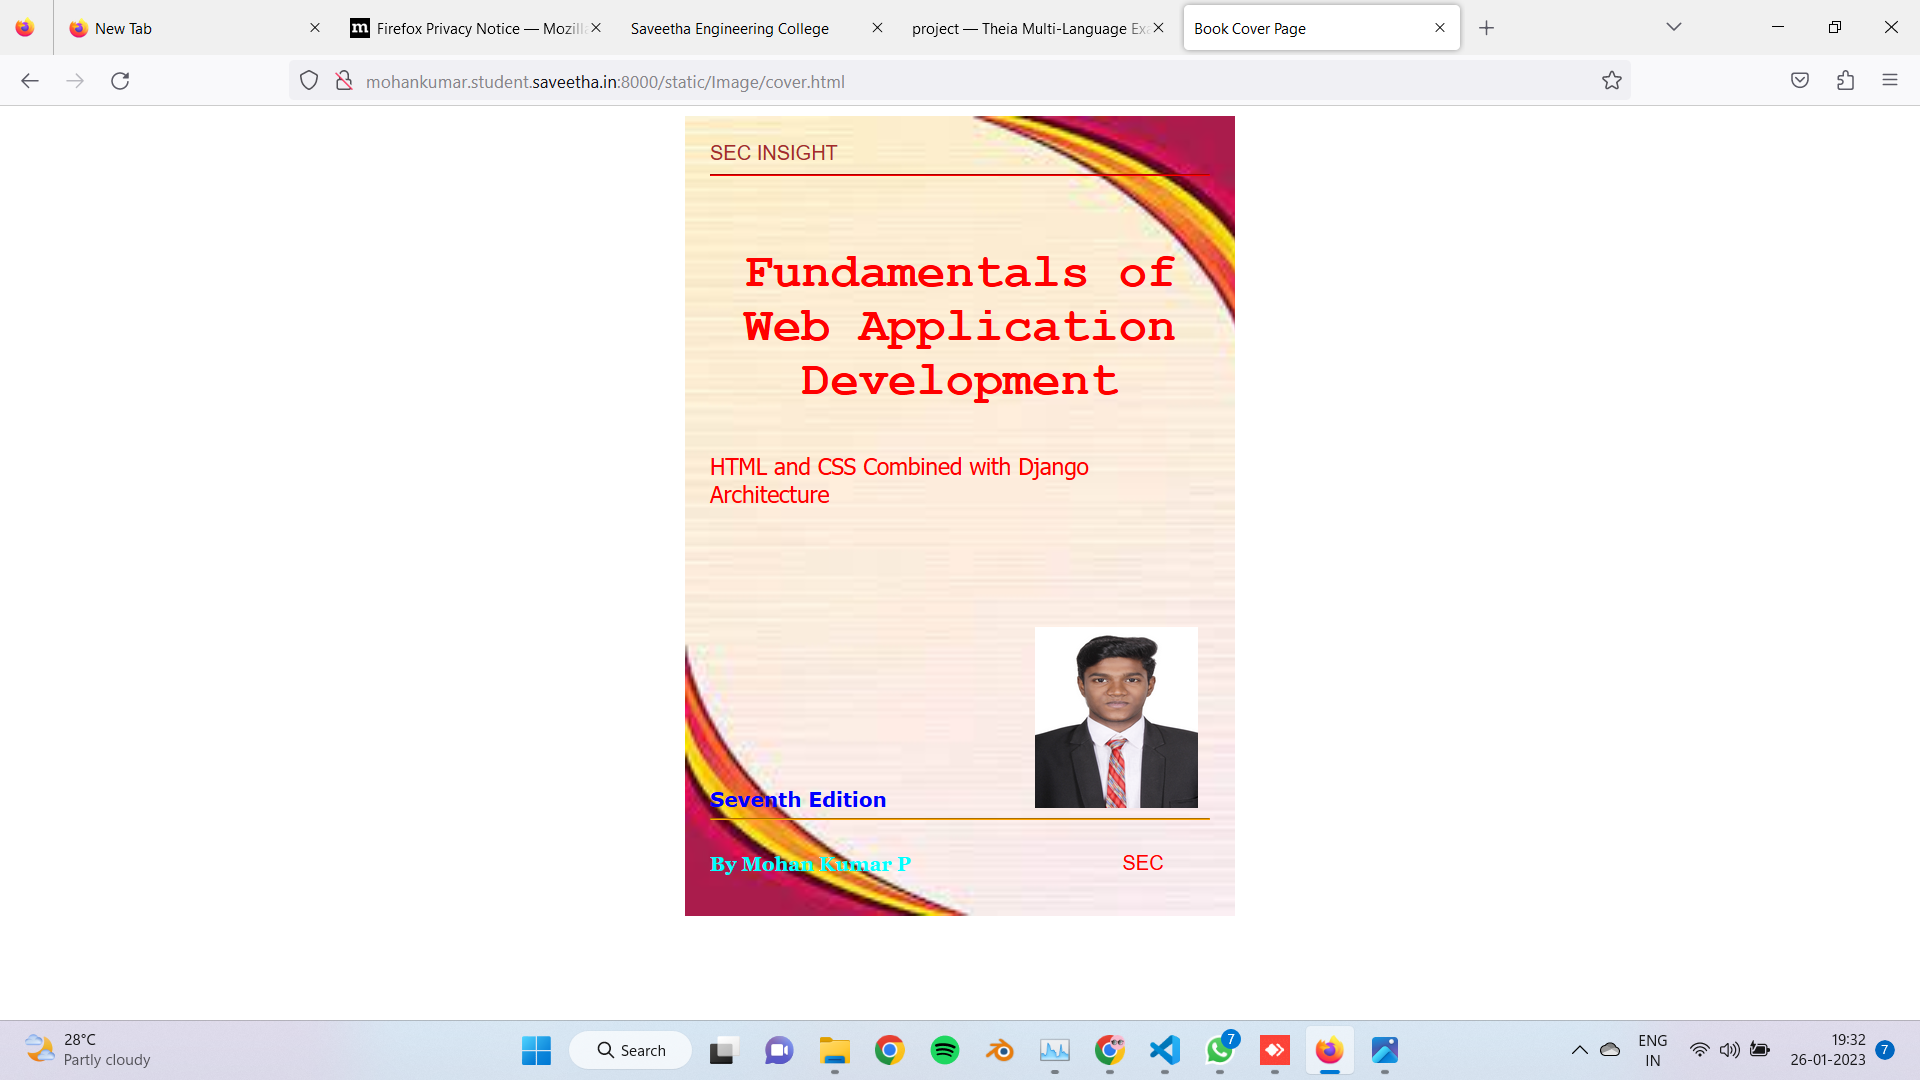 New Tab
Firefox Privacy Notice — Mozill
Saveetha Engineering College
project — Theia Multi-Language Exa
Book Cover Page
mohankumar.student.saveetha.in:8000/static/Image/cover.html
SEC INSIGHT
Fundamentals of
Web Application
Development
HTML and CSS Combined with Django
Architecture
Seventh Edition
By Mohan Kumar P
SEC
28°C
Partly cloudy
Search
7
ENG
IN
19:32
26-01-2023
7